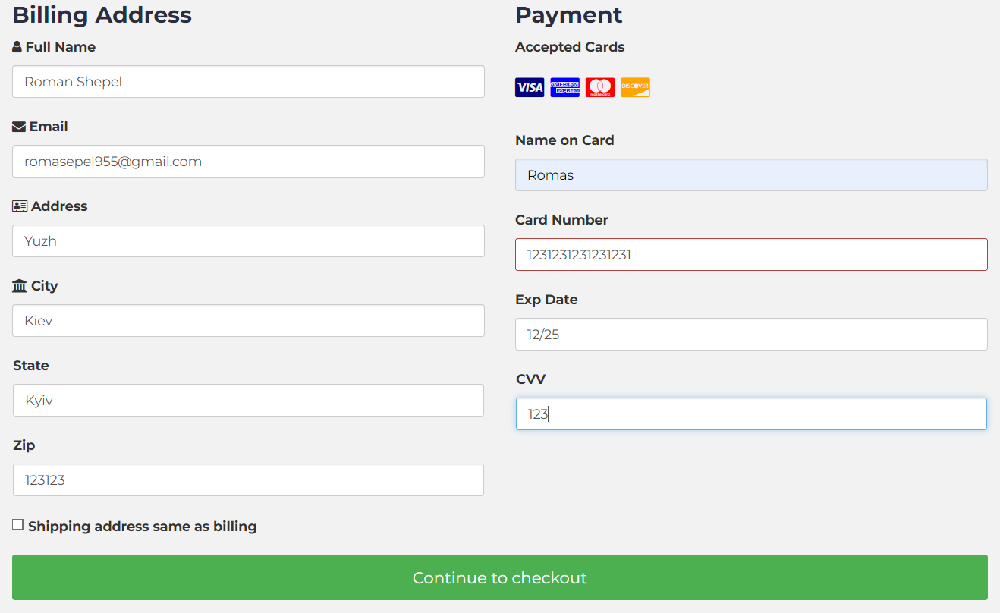 Billing Address
Full Name
Roman Shepel
Email
romasepel955@gmail.com
Address
Yuzh
City
Kiev
State
Kyiv
Zip
123123
Shipping address same as billing
Payment
Accepted Cards
VISA AMERICAN EXPRESS mastercard DISCOVER
Name on Card
Romas
Card Number
1231231231231231
Exp Date
12/25
CVV
123
Continue to checkout